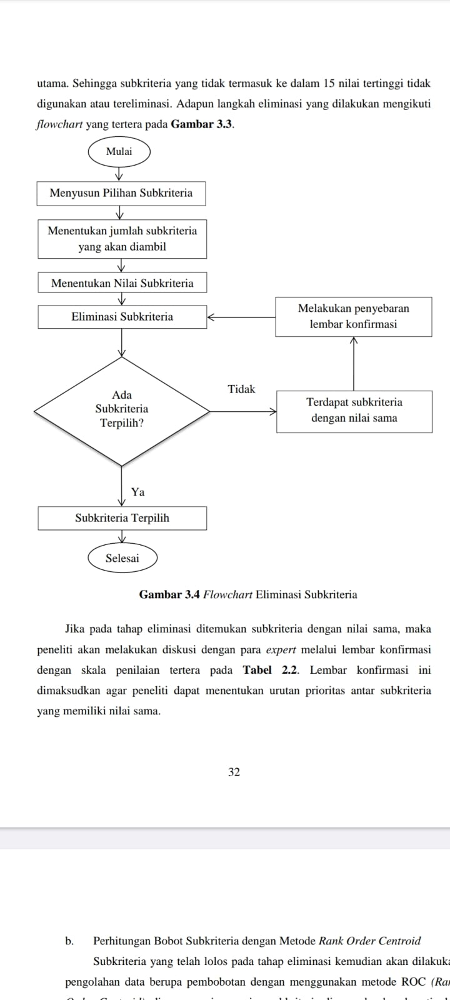 utama. Sehingga subkriteria yang tidak termasuk ke dalam 15 nilai tertinggi tidak
digunakan atau tereliminasi. Adapun langkah eliminasi yang dilakukan mengikuti
flowchart yang tertera pada Gambar 3.3.
Mulai
Menyusun Pilihan Subkriteria
Menentukan jumlah subkriteria
yang akan diambil
Menentukan Nilai Subkriteria
Eliminasi Subkriteria
Melakukan penyebaran
lembar konfirmasi
Ada
Subkriteria
Terpilih?
Tidak
Terdapat subkriteria
dengan nilai sama
Ya
Subkriteria Terpilih
Selesai
Gambar 3.4 Flowchart Eliminasi Subkriteria
Jika pada tahap eliminasi ditemukan subkriteria dengan nilai sama, maka
peneliti akan melakukan diskusi dengan para expert melalui lembar konfirmasi
dengan skala penilaian tertera pada Tabel 2.2. Lembar konfirmasi ini
dimaksudkan agar peneliti dapat menentukan urutan prioritas antar subkriteria
yang memiliki nilai sama.
32
b. Perhitungan Bobot Subkriteria dengan Metode Rank Order Centroid
Subkriteria yang telah lolos pada tahap eliminasi kemudian akan
pengolahan data berupa pembobotan dengan menggunakan metode ROC